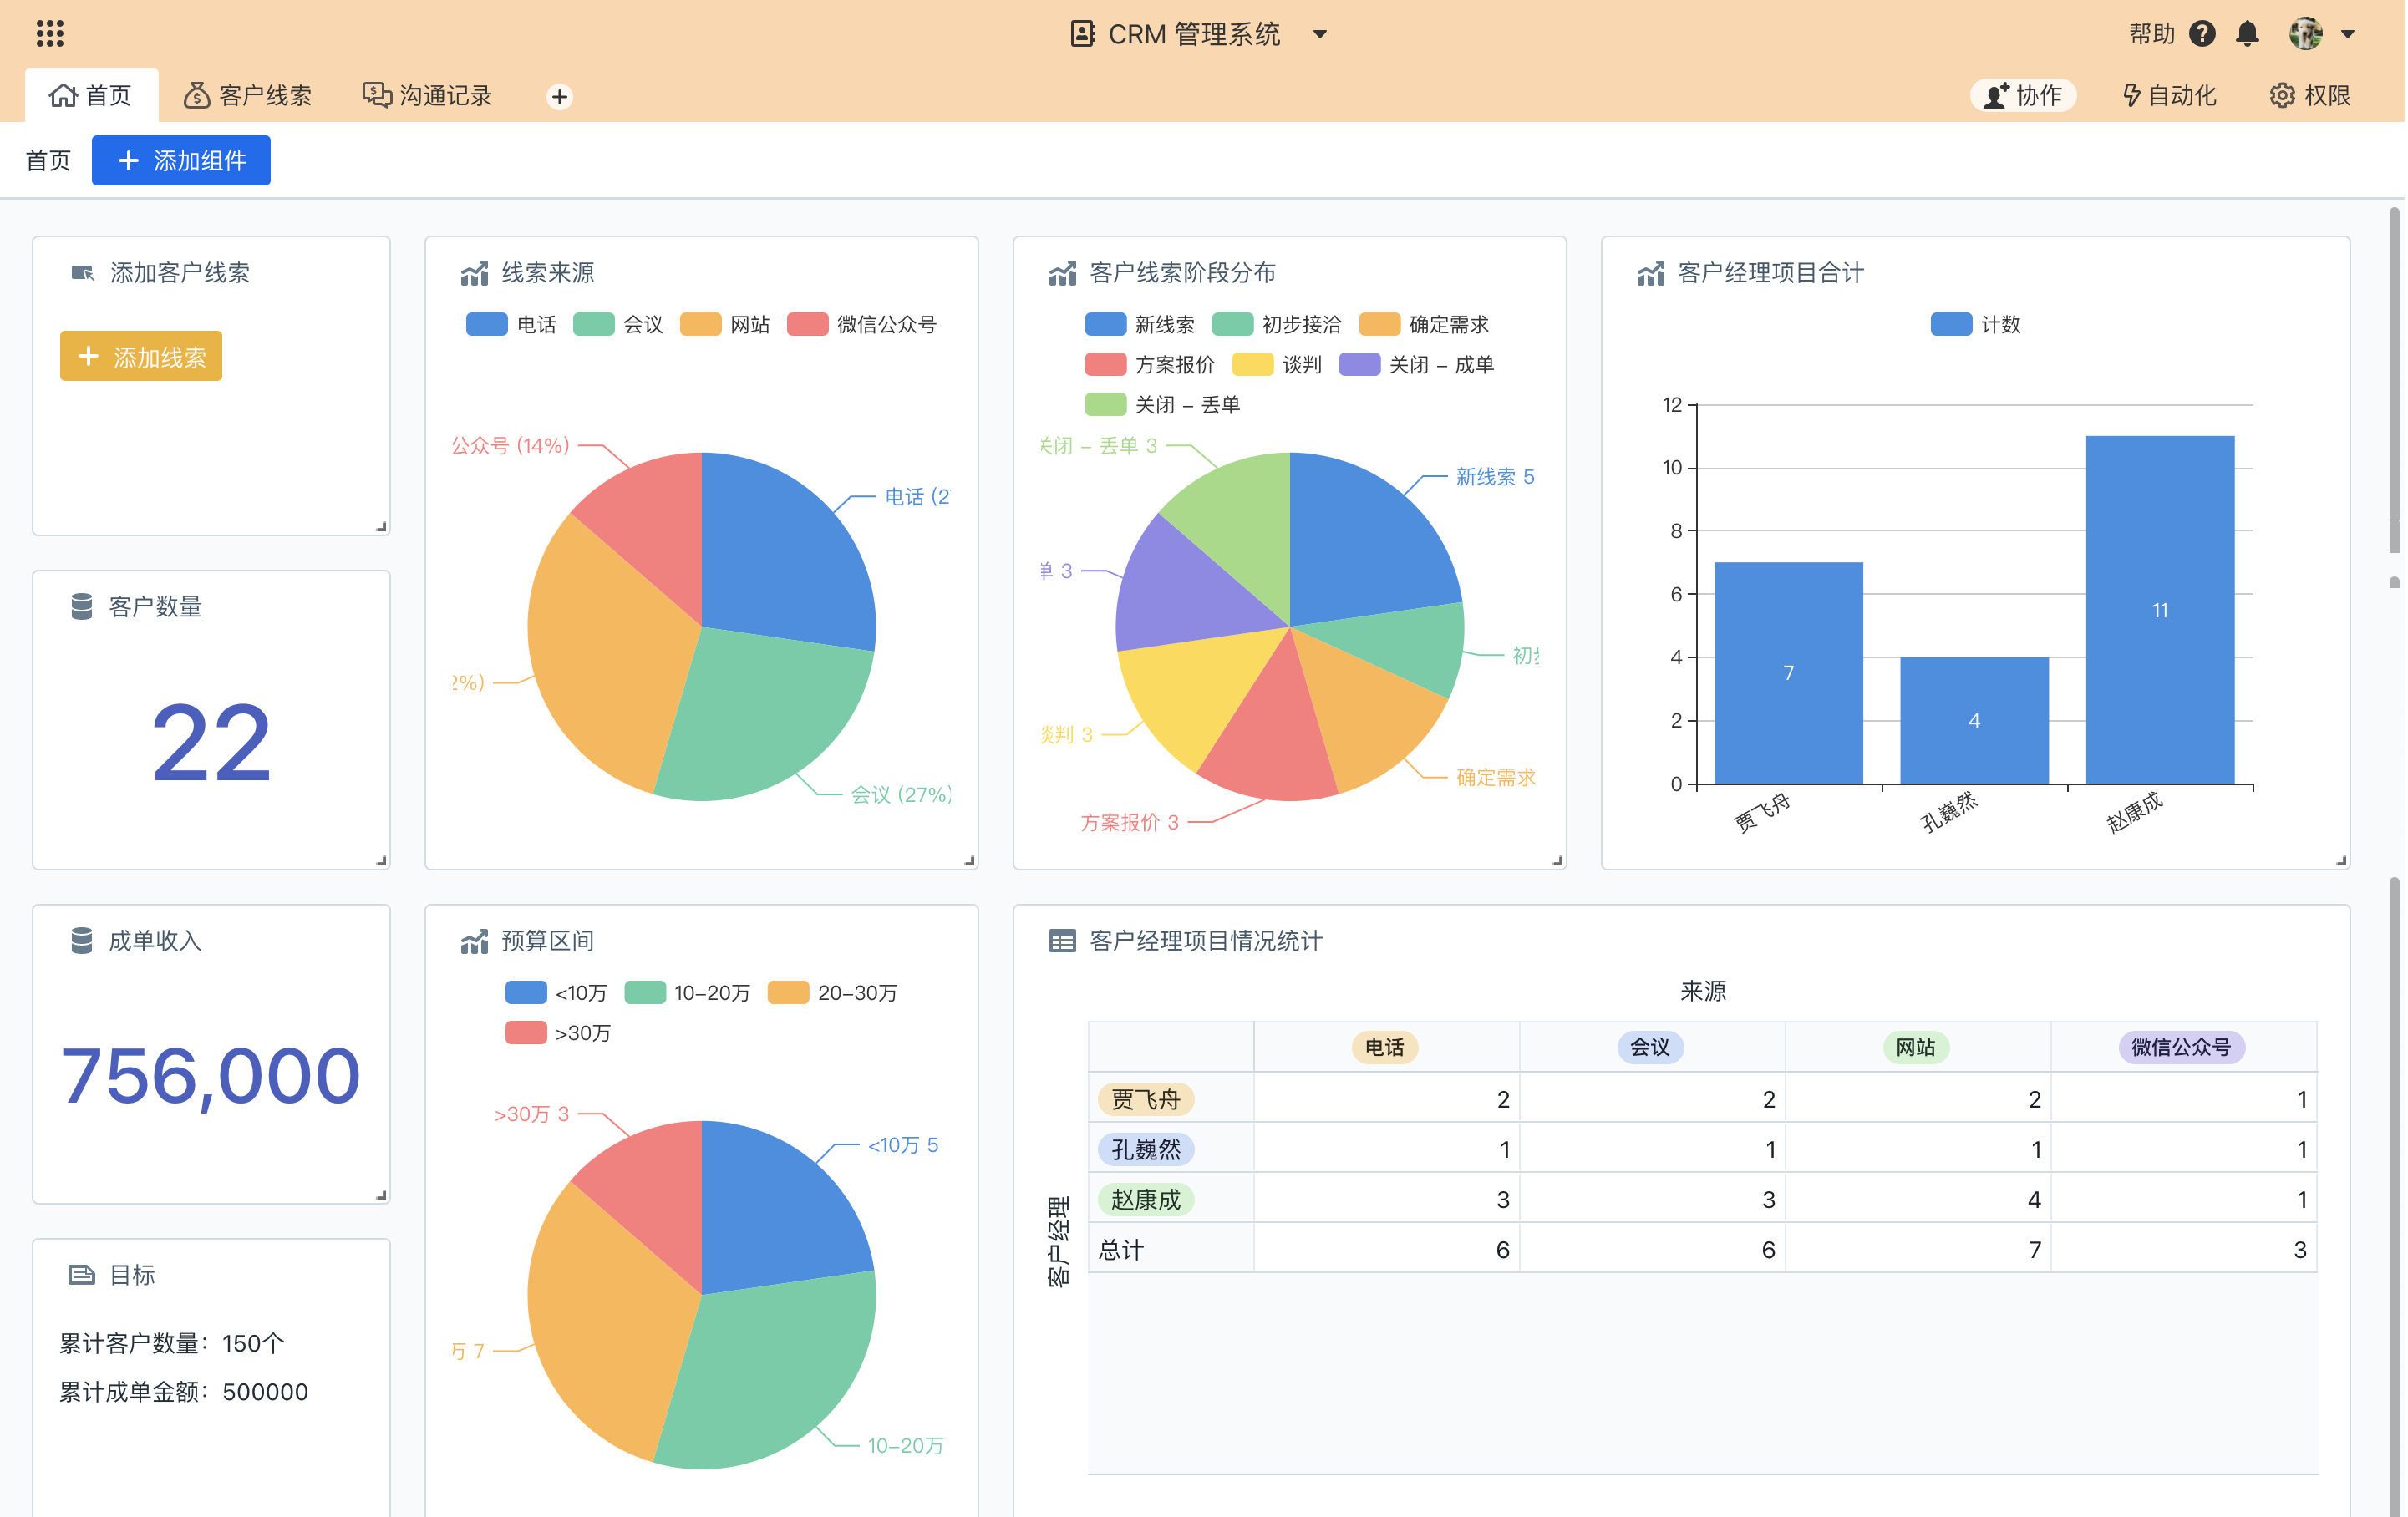 CRM 管理系统
帮助
首页 客户线索 沟通记录
协作 自动化 权限
首页 添加组件
添加客户线索
添加线索
客户数量
22
成单收入
756,000
目标
累计客户数量：150个
累计成单金额：500000
线索来源
电话 会议 网站 微信公众号
公众号 (14%)
电话 (2
2%)
会议 (27%)
客户线索阶段分布
新线索 初步接洽 确定需求
方案报价 谈判 关闭 – 成单
关闭 – 丢单
关闭 – 丢单 3
新线索 5
单 3
初
谈判 3
确定需求
方案报价 3
客户经理项目合计
计数
12
10
8
6
4
2
0
7
4
11
贾飞舟 孔巍然 赵康成
预算区间
<10万 10–20万 20–30万
>30万
>30万 3
<10万 5
万 7
10–20万
客户经理项目情况统计
来源
客户经理
电话 会议 网站 微信公众号
贾飞舟 2 2 2 1
孔巍然 1 1 1 1
赵康成 3 3 4 1
总计 6 6 7 3